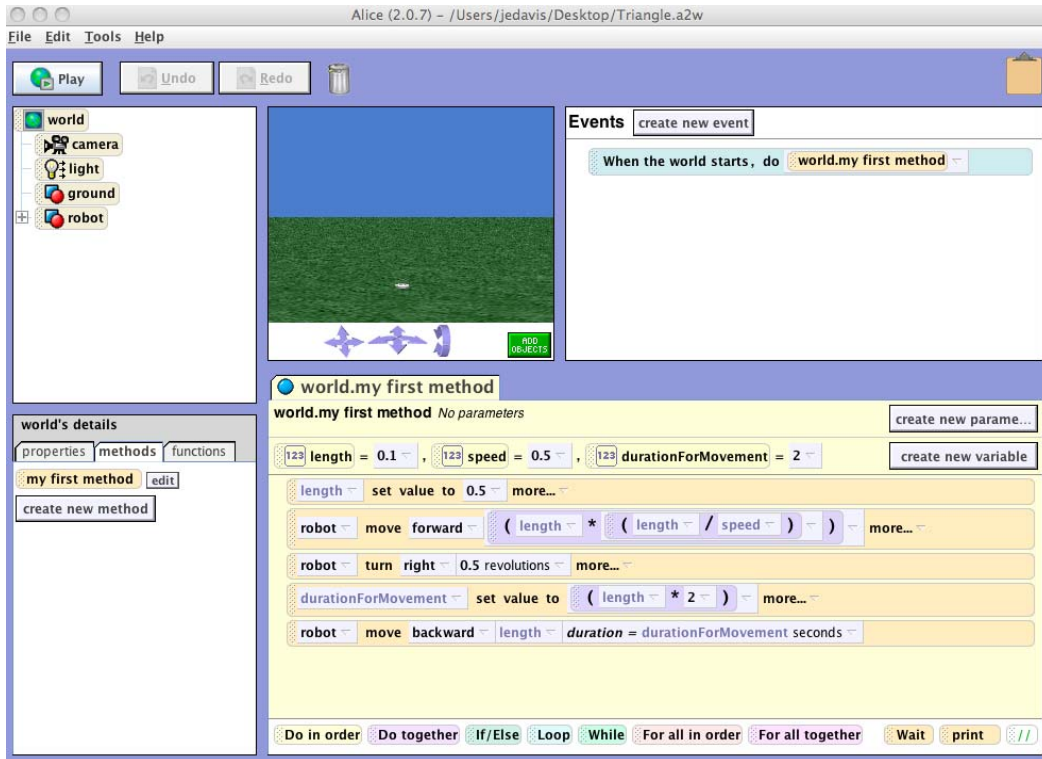 Alice (2.0.7) – /Users/jedavis/Desktop/Triangle.a2w
File Edit Tools Help
Play Undo Redo
world
camera
light
ground
robot
ADD OBJECTS
Events create new event
When the world starts, do world.my first method
world's details
properties methods functions
my first method edit
create new method
world.my first method
world.my first method No parameters create new parame...
123 length = 0.1 , 123 speed = 0.5 , 123 durationForMovement = 2 create new variable
length set value to 0.5 more...
robot move forward ( length * ( length / speed ) ) more...
robot turn right 0.5 revolutions more...
durationForMovement set value to ( length * 2 ) more...
robot move backward length duration = durationForMovement seconds
Do in order Do together If/Else Loop While For all in order For all together Wait print //